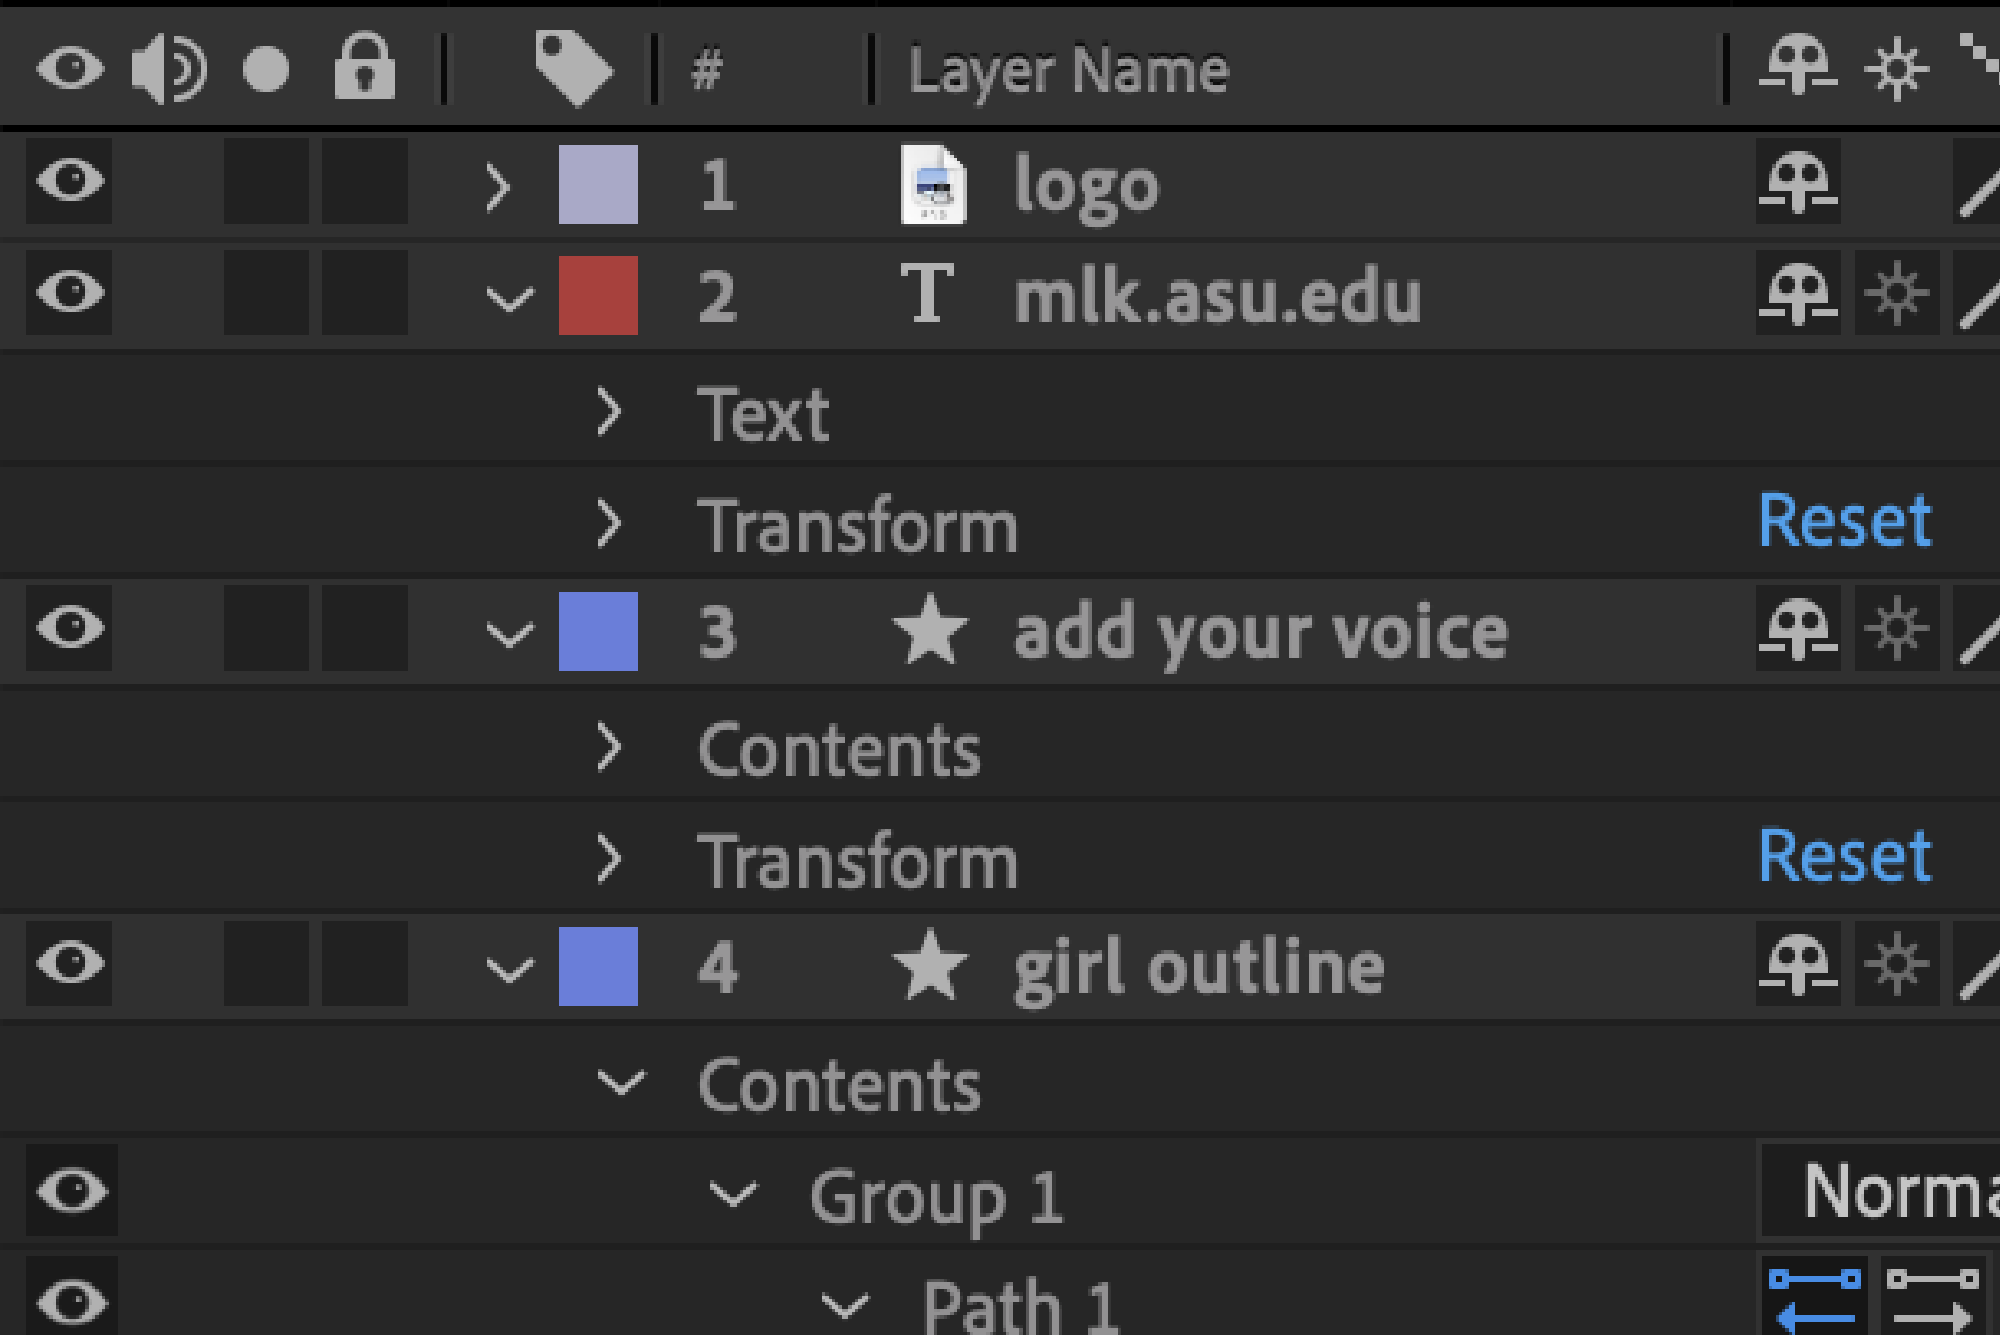 # Layer Name
1 logo
2 T mlk.asu.edu
Text
Transform Reset
3 add your voice
Contents
Transform Reset
4 girl outline
Contents
Group 1 Norma
Path 1